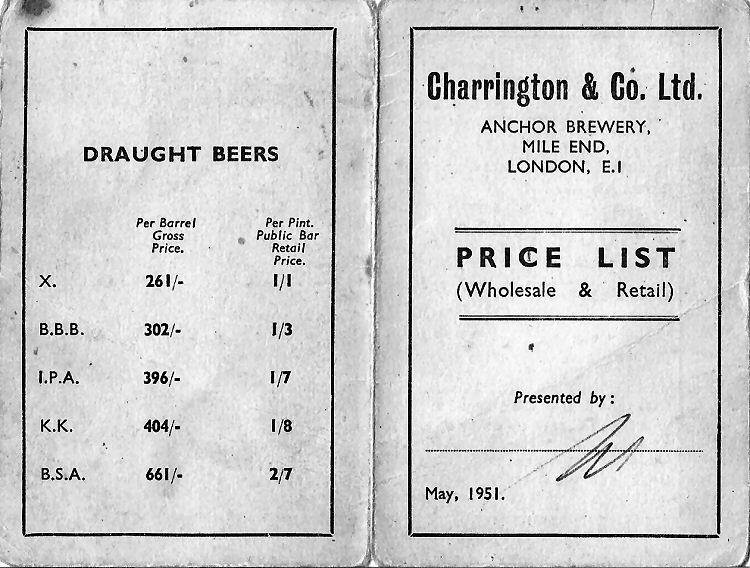 DRAUGHT BEERS
Per Barrel Gross Price. Per Pint. Public Bar Retail Price.
X. 261/- 1/1
B.B.B. 302/- 1/3
I.P.A. 396/- 1/7
K.K. 404/- 1/8
B.S.A. 661/- 2/7
Charrington & Co. Ltd.
ANCHOR BREWERY,
MILE END,
LONDON, E.1
PRICE LIST
(Wholesale & Retail)
Presented by :
May, 1951.